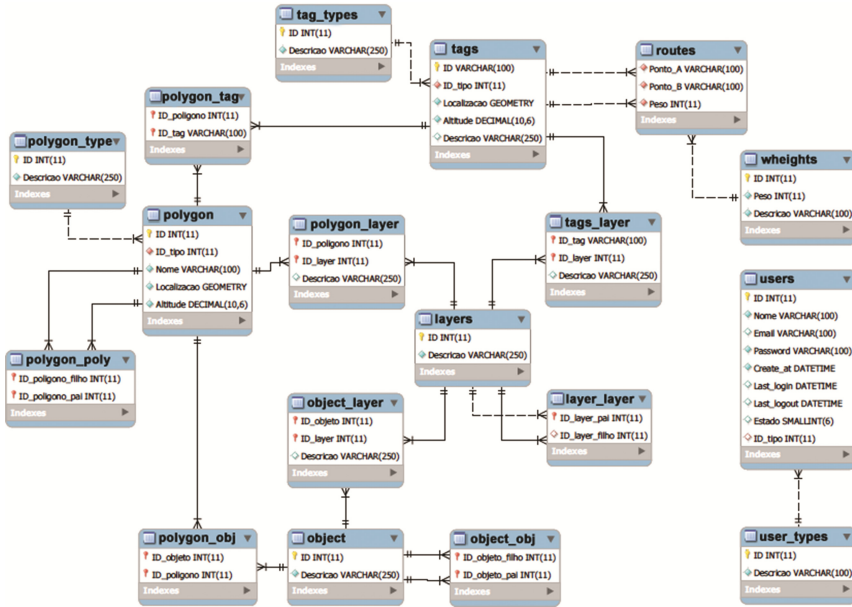 tag_types
ID INT(11)
Descricao VARCHAR(250)
Indexes
tags
ID VARCHAR(100)
ID_tipo INT(11)
Localizacao GEOMETRY
Altitude DECIMAL(10,6)
Descricao VARCHAR(250)
Indexes
routes
Ponto_A VARCHAR(100)
Ponto_B VARCHAR(100)
Peso INT(11)
Indexes
polygon_tag
ID_poligono INT(11)
ID_tag VARCHAR(100)
Indexes
polygon_type
ID INT(11)
Descricao VARCHAR(250)
Indexes
wheights
ID INT(11)
Peso INT(11)
Descricao VARCHAR(100)
Indexes
polygon
ID INT(11)
ID_tipo INT(11)
Nome VARCHAR(100)
Localizacao GEOMETRY
Altitude DECIMAL(10,6)
Indexes
polygon_layer
ID_poligono INT(11)
ID_layer INT(11)
Descricao VARCHAR(250)
Indexes
tags_layer
ID_tag VARCHAR(100)
ID_layer INT(11)
Descricao VARCHAR(250)
Indexes
users
ID INT(11)
Nome VARCHAR(100)
Email VARCHAR(100)
Password VARCHAR(100)
Create_at DATETIME
Last_login DATETIME
Last_logout DATETIME
Estado SMALLINT(6)
ID_tipo INT(11)
Indexes
layers
ID INT(11)
Descricao VARCHAR(250)
Indexes
polygon_poly
ID_poligono_filho INT(11)
ID_poligono_pai INT(11)
Indexes
object_layer
ID_objeto INT(11)
ID_layer INT(11)
Descricao VARCHAR(250)
Indexes
layer_layer
ID_layer_pai INT(11)
ID_layer_filho INT(11)
Indexes
polygon_obj
ID_objeto INT(11)
ID_poligono INT(11)
Indexes
object
ID INT(11)
Descricao VARCHAR(250)
Indexes
object_obj
ID_objeto_filho INT(11)
ID_objeto_pai INT(11)
Indexes
user_types
ID INT(11)
Descricao VARCHAR(100)
Indexes